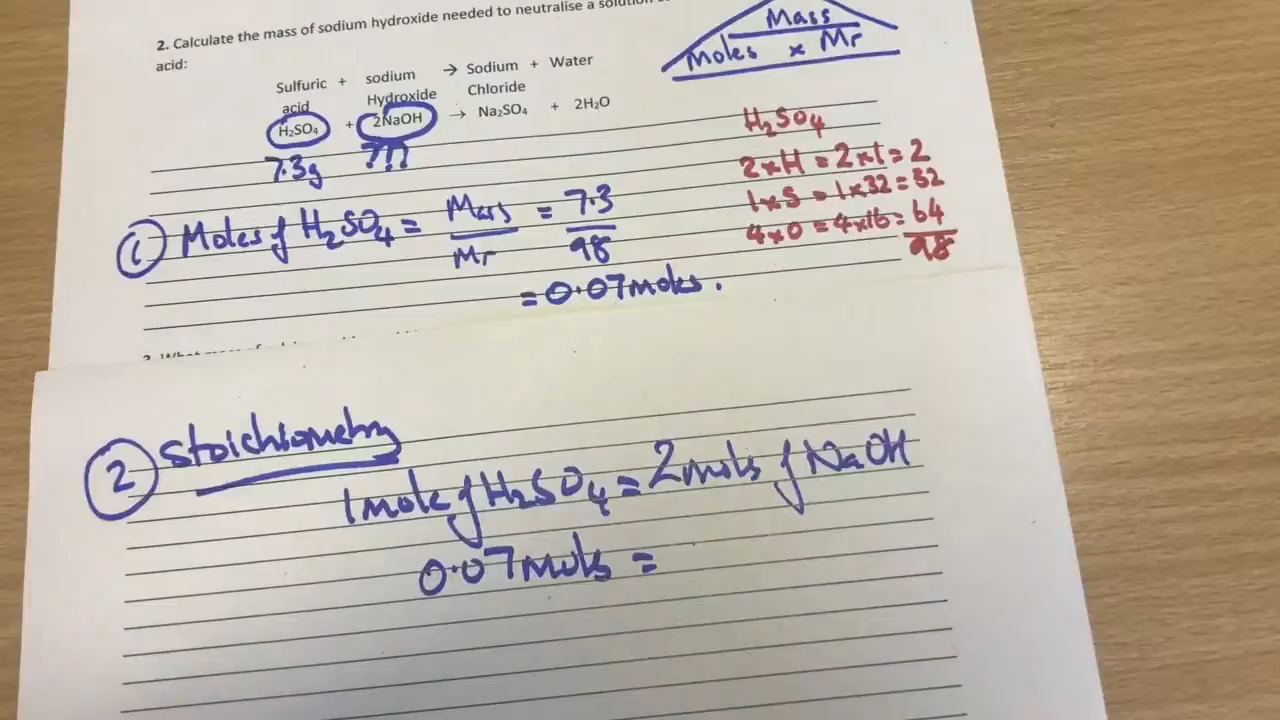 2. Calculate the mass of sodium hydroxide needed to neutralise a solution
acid:
Mass
Moles x Mr
Sulfuric + sodium → Sodium + Water
acid Hydroxide Chloride
H₂SO₄ + 2NaOH → Na₂SO₄ + 2H₂O
7.3g ???
H₂SO₄
2×H = 2×1 = 2
1×S = 1×32 = 32
4×O = 4×16 = 64
98
1 Moles of H₂SO₄ = Mass = 7.3
Mr 98
= 0.07 moles.
2 Stoichiometry
1 mole of H₂SO₄ = 2 moles of NaOH
0.07 moles =